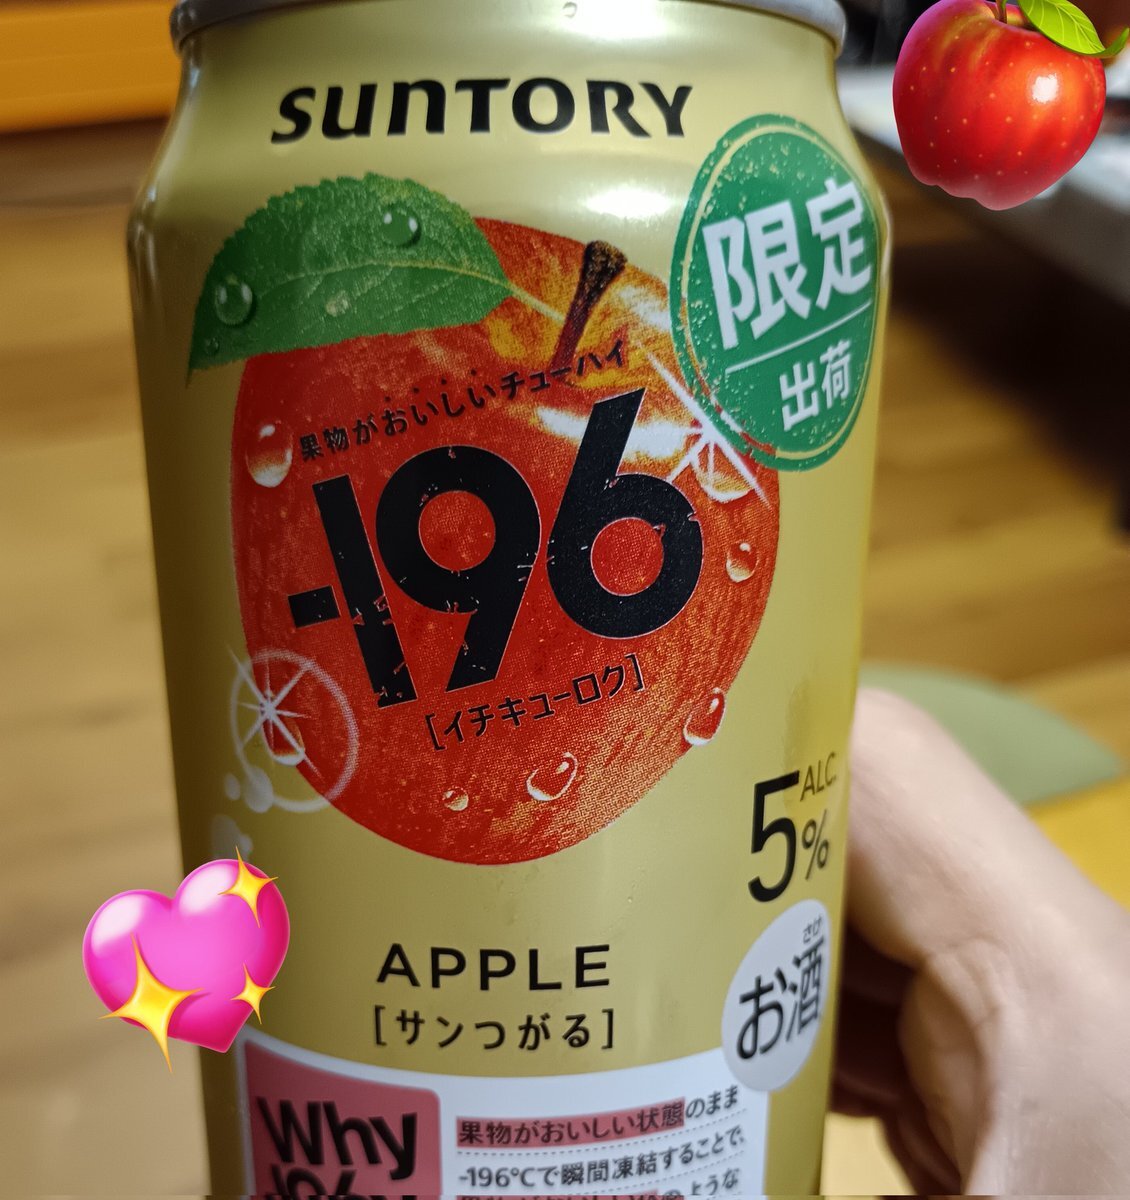 SUNTORY
限定
出荷
果物がおいしいチューハイ
-196
[イチキューロク]
5%
ALC.
さけ
お酒
APPLE
[サンつがる]
Why
果物がおいしい状態のまま
-196℃で瞬間凍結することで、